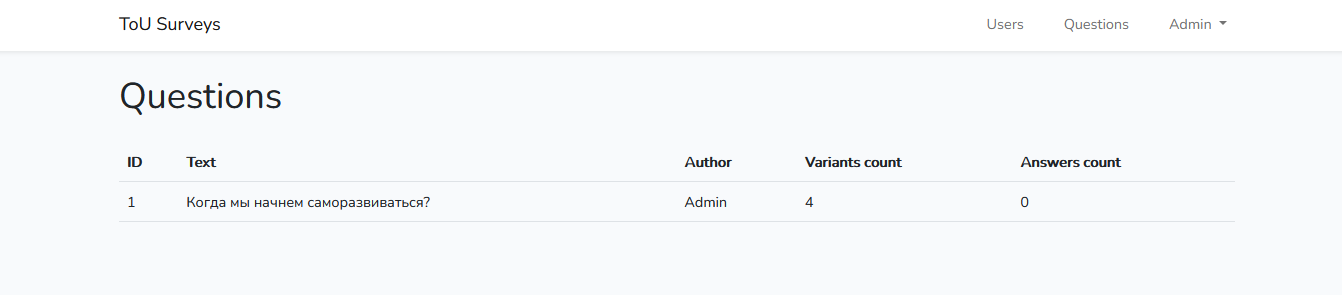 ToU Surveys Users Questions Admin
Questions
ID Text Author Variants count Answers count
1 Когда мы начнем саморазвиваться? Admin 4 0